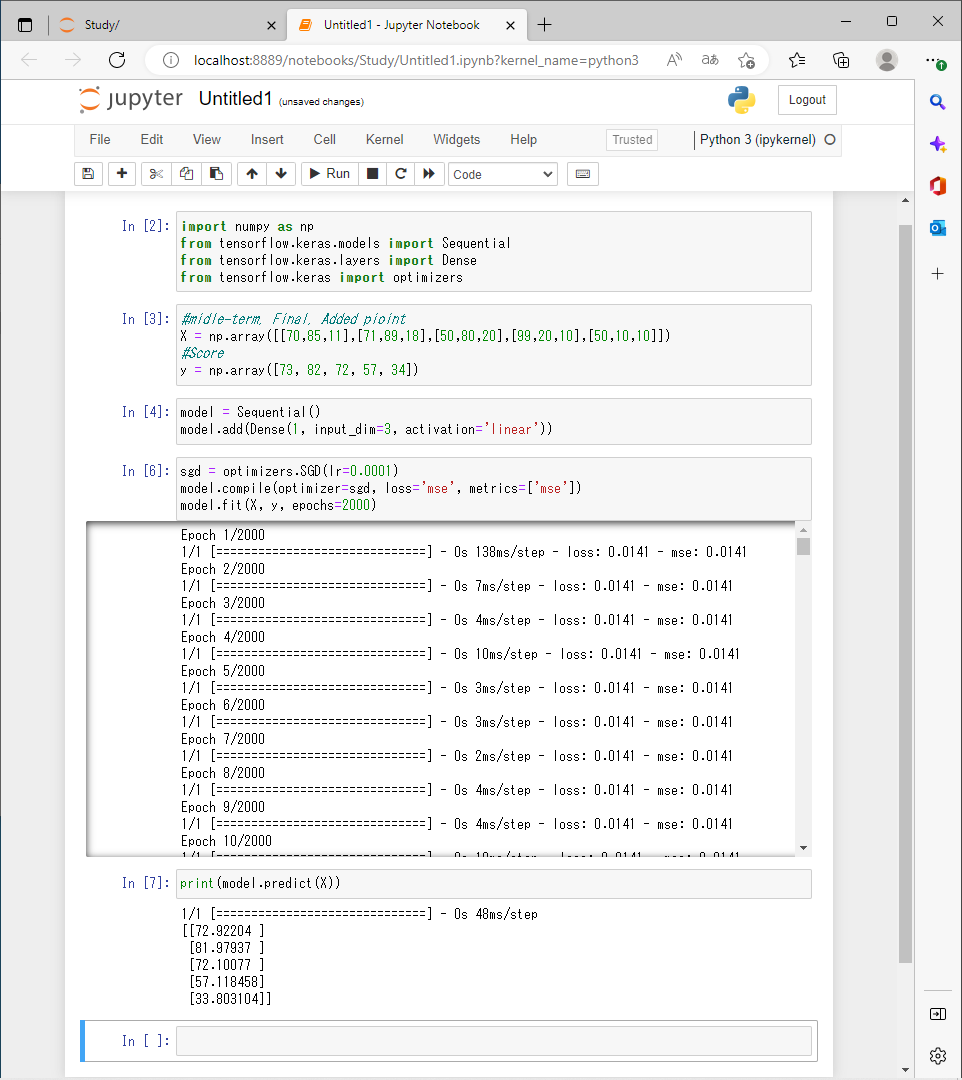 Study/
Untitled1 - Jupyter Notebook
localhost:8889/notebooks/Study/Untitled1.ipynb?kernel_name=python3
jupyter Untitled1 (unsaved changes)
Logout
File Edit View Insert Cell Kernel Widgets Help
Trusted
Python 3 (ipykernel)
Run
Code
In [2]: import numpy as np
from tensorflow.keras.models import Sequential
from tensorflow.keras.layers import Dense
from tensorflow.keras import optimizers
In [3]: #midle-term, Final, Added pioint
X = np.array([[70,85,11],[71,89,18],[50,80,20],[99,20,10],[50,10,10]])
#Score
y = np.array([73, 82, 72, 57, 34])
In [4]: model = Sequential()
model.add(Dense(1, input_dim=3, activation='linear'))
In [6]: sgd = optimizers.SGD(lr=0.0001)
model.compile(optimizer=sgd, loss='mse', metrics=['mse'])
model.fit(X, y, epochs=2000)
Epoch 1/2000
1/1 [==============================] - 0s 138ms/step - loss: 0.0141 - mse: 0.0141
Epoch 2/2000
1/1 [==============================] - 0s 7ms/step - loss: 0.0141 - mse: 0.0141
Epoch 3/2000
1/1 [==============================] - 0s 4ms/step - loss: 0.0141 - mse: 0.0141
Epoch 4/2000
1/1 [==============================] - 0s 10ms/step - loss: 0.0141 - mse: 0.0141
Epoch 5/2000
1/1 [==============================] - 0s 3ms/step - loss: 0.0141 - mse: 0.0141
Epoch 6/2000
1/1 [==============================] - 0s 3ms/step - loss: 0.0141 - mse: 0.0141
Epoch 7/2000
1/1 [==============================] - 0s 2ms/step - loss: 0.0141 - mse: 0.0141
Epoch 8/2000
1/1 [==============================] - 0s 4ms/step - loss: 0.0141 - mse: 0.0141
Epoch 9/2000
1/1 [==============================] - 0s 4ms/step - loss: 0.0141 - mse: 0.0141
Epoch 10/2000
In [7]: print(model.predict(X))
1/1 [==============================] - 0s 48ms/step
[[72.92204 ]
[81.97937 ]
[72.10077 ]
[57.118458]
[33.803104]]
In [ ]: